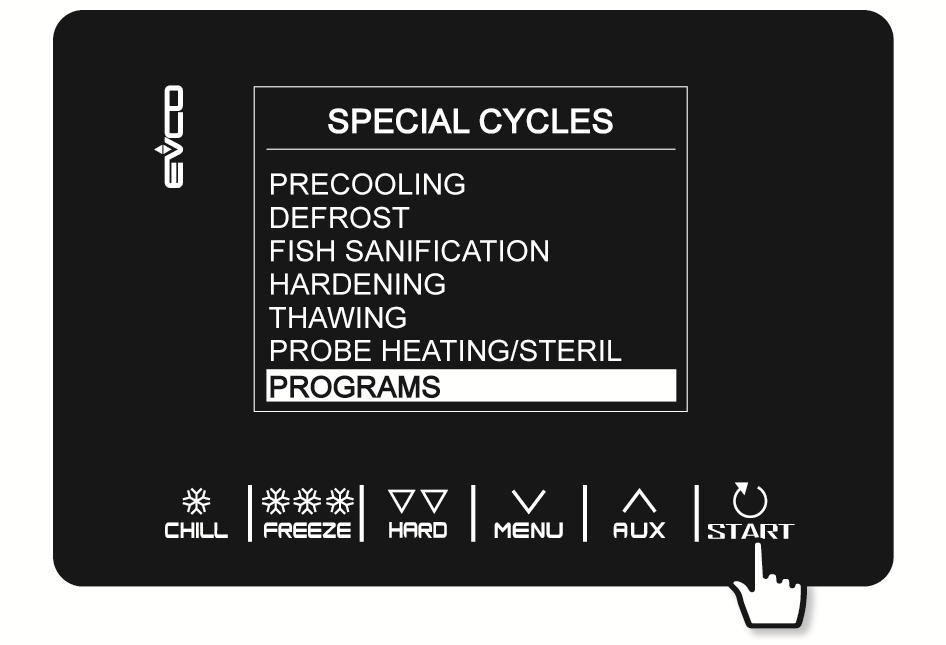 EVCO
SPECIAL CYCLES
PRECOOLING
DEFROST
FISH SANIFICATION
HARDENING
THAWING
PROBE HEATING/STERIL
PROGRAMS
CHILL
FREEZE
HARD
MENU
AUX
START